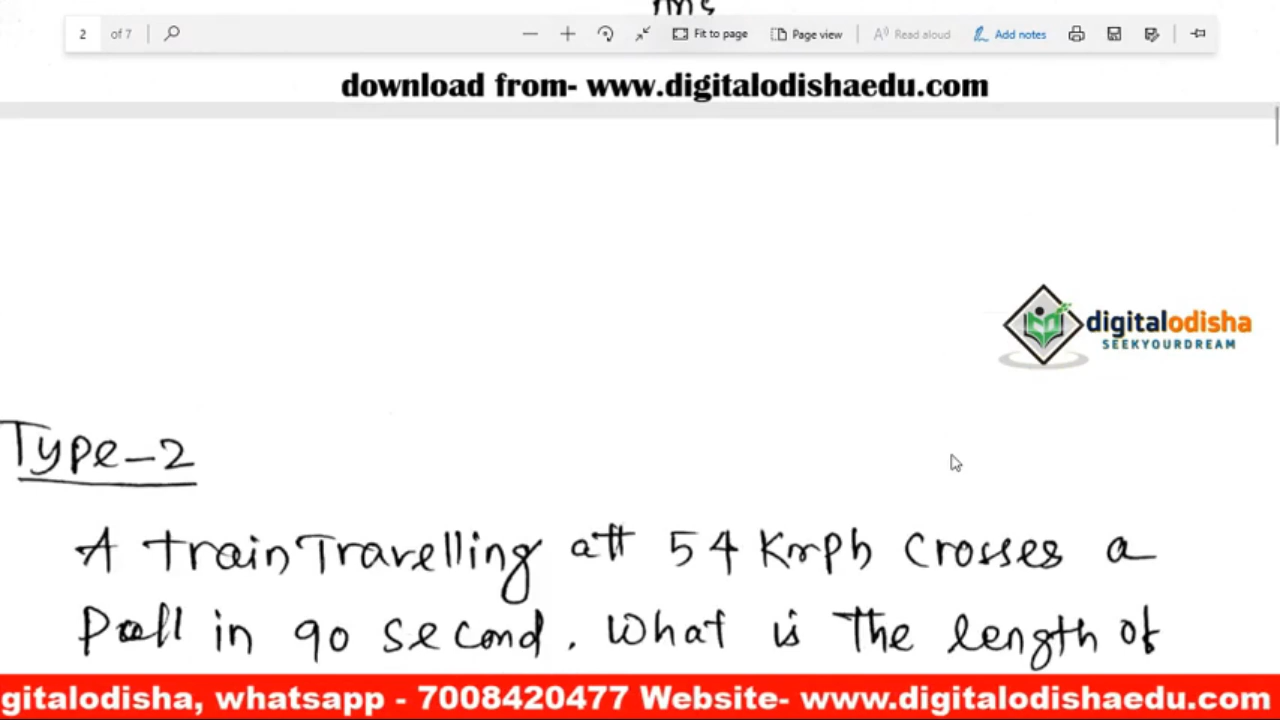 2 of 7 Fit to page Page view Read aloud Add notes
download from- www.digitalodishaedu.com
digitalodisha
SEEKYOURDREAM
Type-2
A train Travelling att 54 Kmph crosses a
Poll in 90 second. What is the length of
gitalodisha, whatsapp - 7008420477 Website- www.digitalodishaedu.com